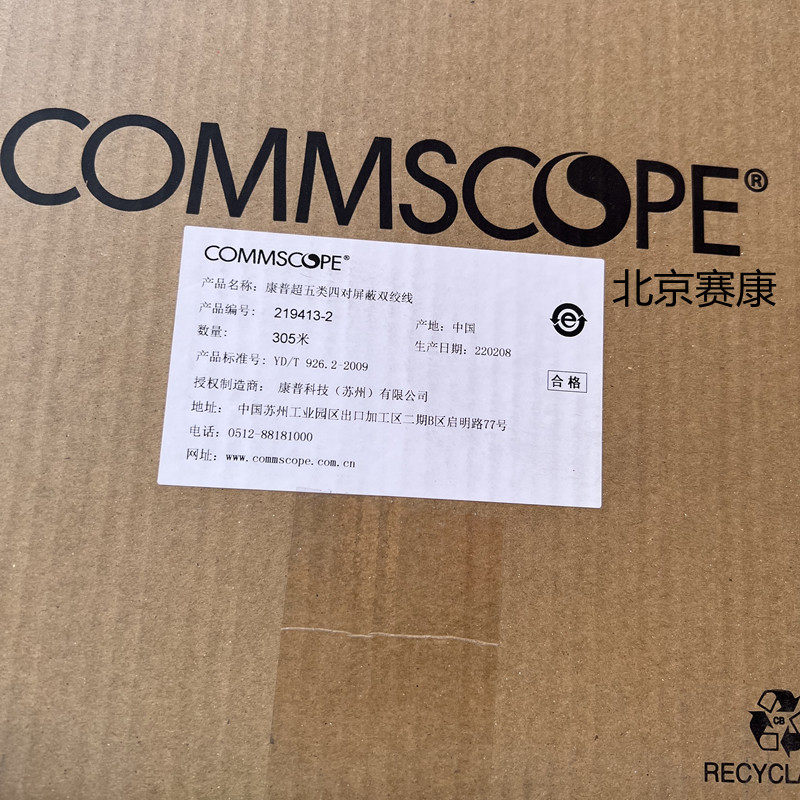 COMMSCOPE®
北京赛康
COMMSCOPE®
产品名称: 康普超五类四对屏蔽双绞线
产品编号: 219413-2
产地: 中国
数量: 305米
生产日期: 220208
产品标准号: YD/T 926.2-2009
合格
授权制造商: 康普科技（苏州）有限公司
地址: 中国苏州工业园区出口加工区二期B区启明路77号
电话: 0512-88181000
网址: www.commscope.com.cn
e
CB
RECYCLA